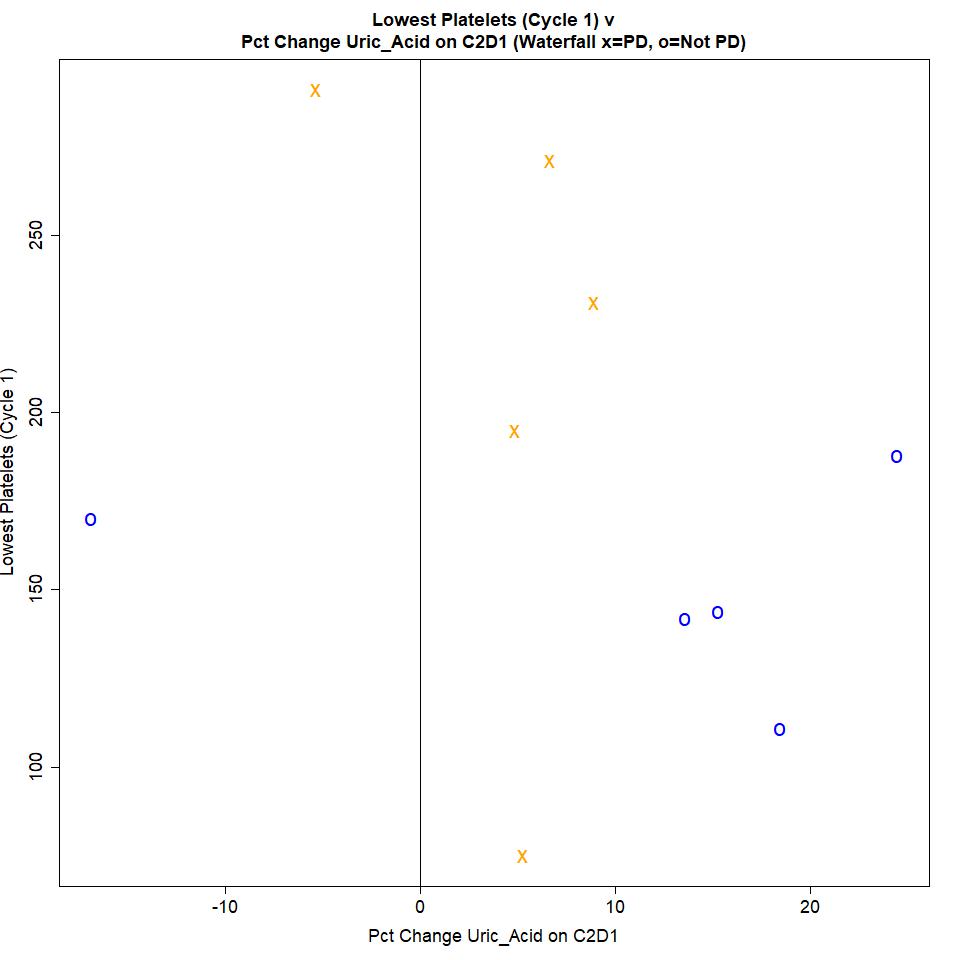 Lowest Platelets (Cycle 1) v
Pct Change Uric_Acid on C2D1 (Waterfall x=PD, o=Not PD)
x
x
250
x
200
x
o
Lowest Platelets (Cycle 1)
o
150
o
o
o
100
x
-10 0 10 20
Pct Change Uric_Acid on C2D1